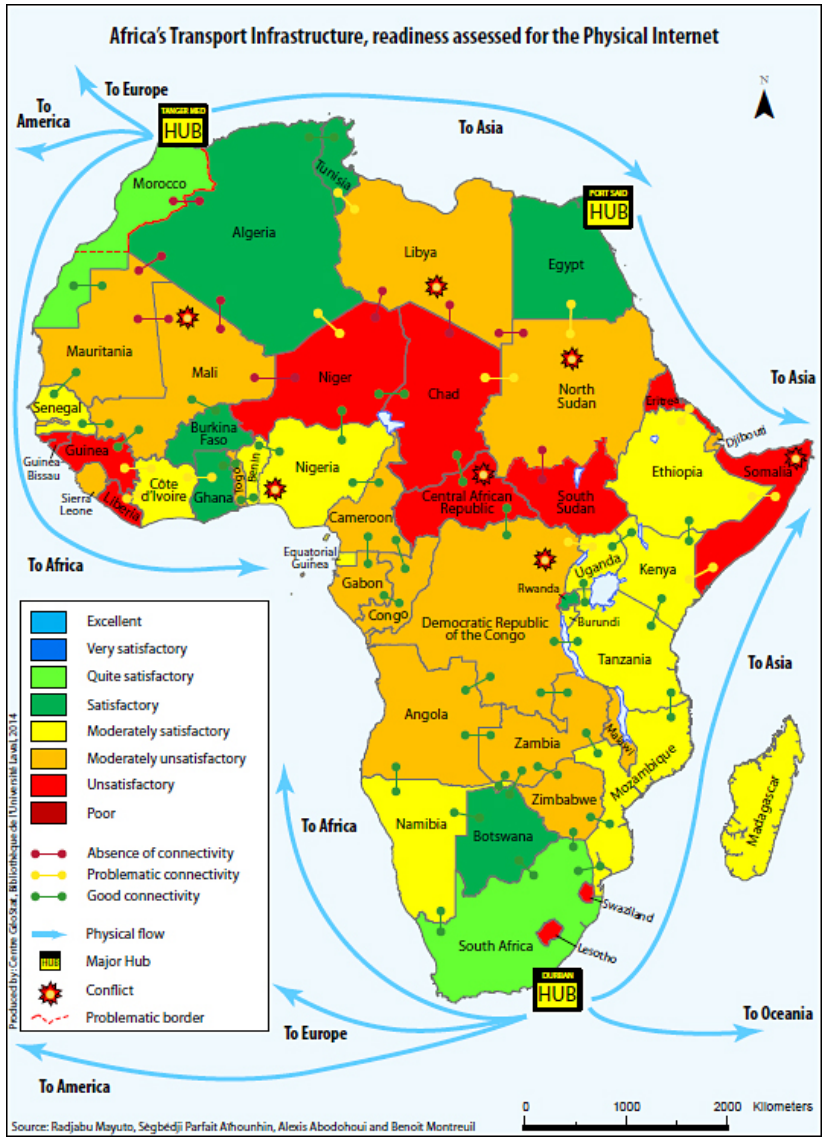 Africa's Transport Infrastructure, readiness assessed for the Physical Internet
To Europe
To
America
TANGER MED
HUB
To Asia
N
PORT SAID
HUB
Morocco
Tunisia
Algeria
Libya
Egypt
To Asia
Mauritania
Mali
Niger
Chad
North
Sudan
Eritrea
Djibouti
Senegal
Burkina
Faso
Guinea
Guinea-
Bissau
Sierra
Leone
Liberia
Côte
d'Ivoire
Ghana
Togo
Benin
Nigeria
Ethiopia
Somalia
Central African
Republic
South
Sudan
Cameroon
To Africa
Equatorial
Guinea
Gabon
Congo
Democratic Republic
of the Congo
Uganda
Kenya
Rwanda
Burundi
Tanzania
To Asia
Angola
Zambia
Malawi
Mozambique
Zimbabwe
Madagascar
Namibia
Botswana
To Africa
Swaziland
South Africa
Lesotho
DURBAN
HUB
To Oceania
To Europe
To America
Excellent
Very satisfactory
Quite satisfactory
Satisfactory
Moderately satisfactory
Moderately unsatisfactory
Unsatisfactory
Poor
Absence of connectivity
Problematic connectivity
Good connectivity
Physical flow
HUB Major Hub
Conflict
Problematic border
Produced by: Centre GéoStat, Bibliothèque de l'Université Laval, 2014
0 1000 2000 Kilometers
Source: Radjabu Mayuto, Sègbédji Parfait Aïhounhin, Alexis Abodohoui and Benoit Montreuil